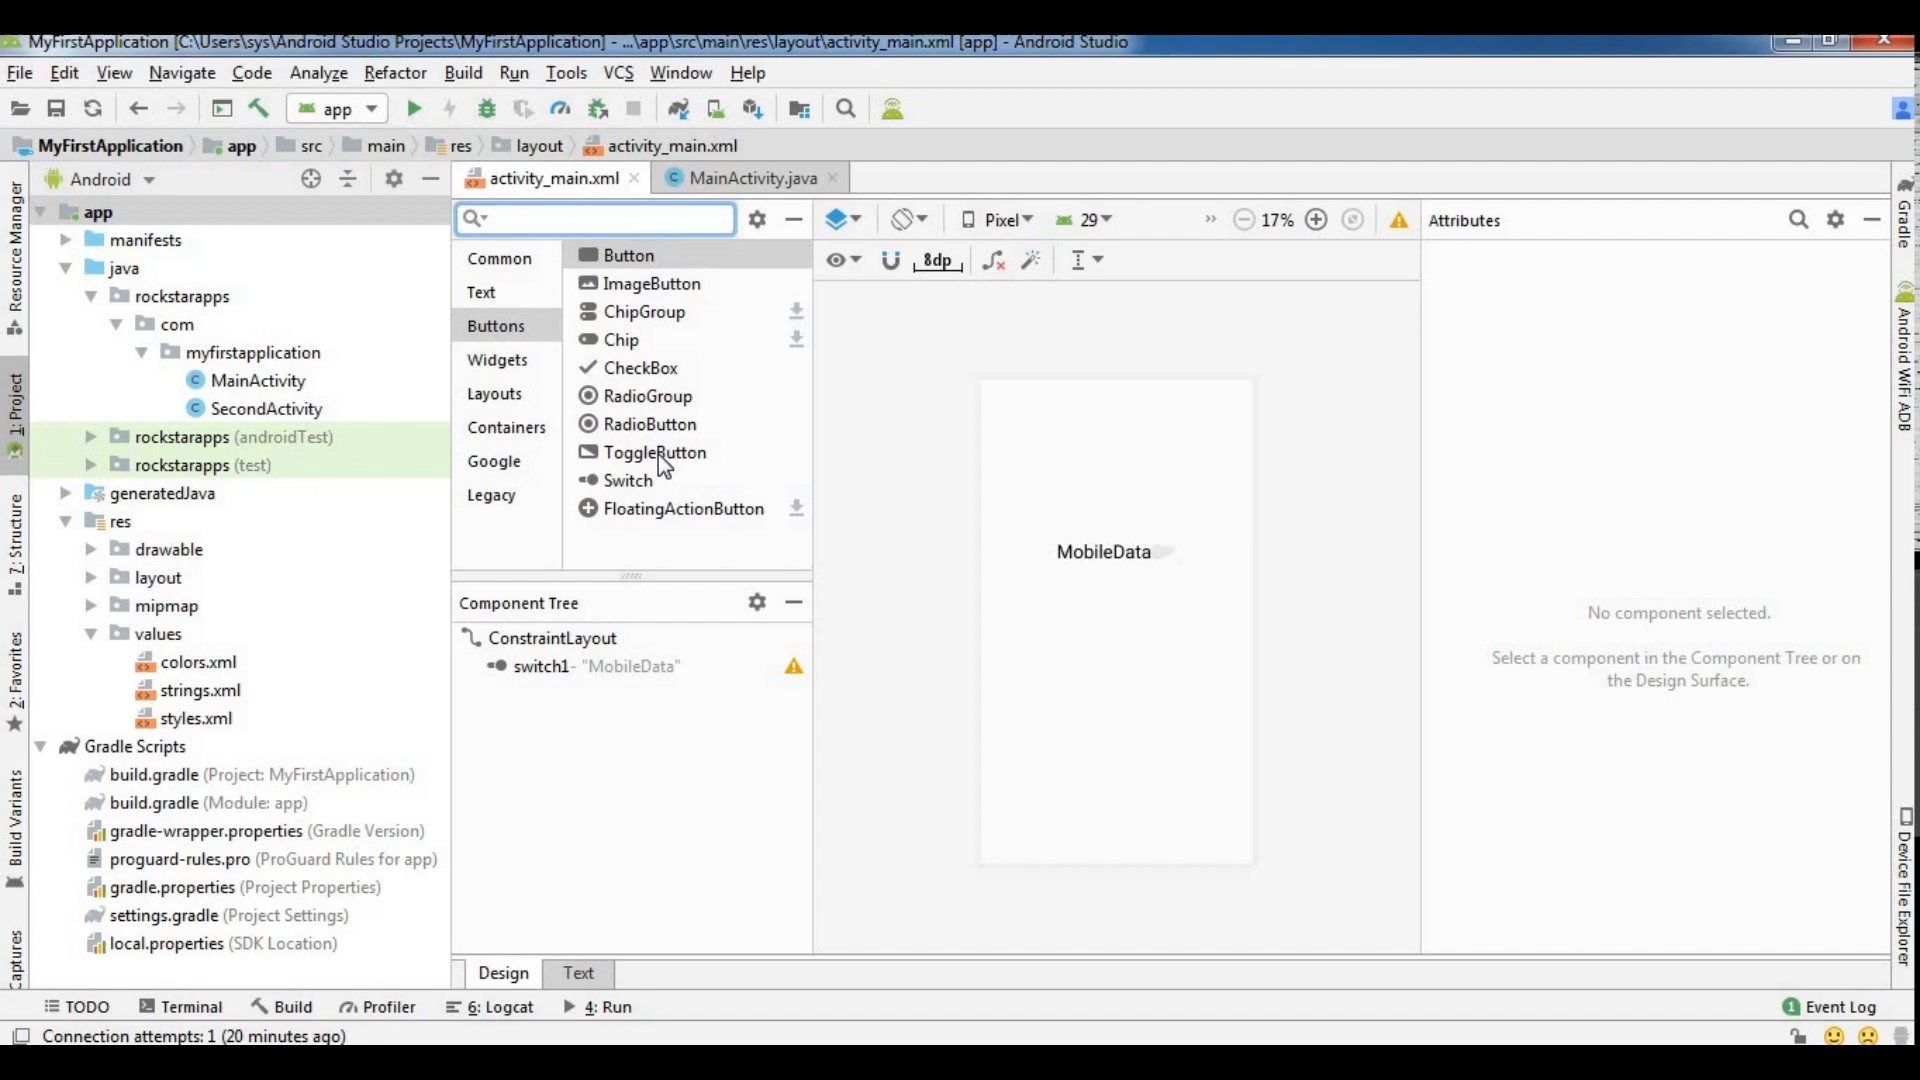 MyFirstApplication [C:\Users\sys\Android Studio Projects\MyFirstApplication] - ...\app\src\main\res\layout\activity_main.xml [app] - Android Studio
File Edit View Navigate Code Analyze Refactor Build Run Tools VCS Window Help
app
MyFirstApplication app src main res layout activity_main.xml
Android
activity_main.xml
MainActivity.java
Resource Manager
1: Project
7: Structure
2: Favorites
Build Variants
Captures
app
manifests
java
rockstarapps
com
myfirstapplication
MainActivity
SecondActivity
rockstarapps (androidTest)
rockstarapps (test)
generatedJava
res
drawable
layout
mipmap
values
colors.xml
strings.xml
styles.xml
Gradle Scripts
build.gradle (Project: MyFirstApplication)
build.gradle (Module: app)
gradle-wrapper.properties (Gradle Version)
proguard-rules.pro (ProGuard Rules for app)
gradle.properties (Project Properties)
settings.gradle (Project Settings)
local.properties (SDK Location)
Common
Text
Buttons
Widgets
Layouts
Containers
Google
Legacy
Button
ImageButton
ChipGroup
Chip
CheckBox
RadioGroup
RadioButton
ToggleButton
Switch
FloatingActionButton
Component Tree
ConstraintLayout
switch1- "MobileData"
Pixel 29 17%
8dp
MobileData
Attributes
No component selected.
Select a component in the Component Tree or on
the Design Surface.
Gradle
Android WiFi ADB
Device File Explorer
Design Text
TODO Terminal Build Profiler 6: Logcat 4: Run 1 Event Log
Connection attempts: 1 (20 minutes ago)